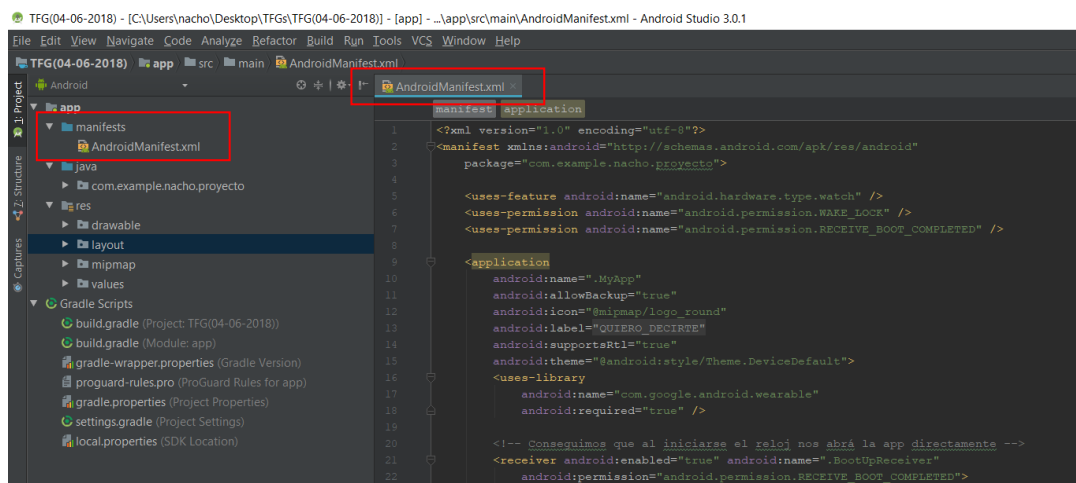 TFG(04-06-2018) - [C:\Users\nacho\Desktop\TFGs\TFG(04-06-2018)] - [app] - ...\app\src\main\AndroidManifest.xml - Android Studio 3.0.1
File Edit View Navigate Code Analyze Refactor Build Run Tools VCS Window Help
TFG(04-06-2018) app src main AndroidManifest.xml
1: Project
Z: Structure
Captures
Android
app
manifests
AndroidManifest.xml
java
com.example.nacho.proyecto
res
drawable
layout
mipmap
values
Gradle Scripts
build.gradle (Project: TFG(04-06-2018))
build.gradle (Module: app)
gradle-wrapper.properties (Gradle Version)
proguard-rules.pro (ProGuard Rules for app)
gradle.properties (Project Properties)
settings.gradle (Project Settings)
local.properties (SDK Location)
AndroidManifest.xml
manifest application
1 <?xml version="1.0" encoding="utf-8"?>
2 <manifest xmlns:android="http://schemas.android.com/apk/res/android"
3 package="com.example.nacho.proyecto">
4
5 <uses-feature android:name="android.hardware.type.watch" />
6 <uses-permission android:name="android.permission.WAKE_LOCK" />
7 <uses-permission android:name="android.permission.RECEIVE_BOOT_COMPLETED" />
8
9 <application
10 android:name=".MyApp"
11 android:allowBackup="true"
12 android:icon="@mipmap/logo_round"
13 android:label="QUIERO_DECIRTE"
14 android:supportsRtl="true"
15 android:theme="@android:style/Theme.DeviceDefault">
16 <uses-library
17 android:name="com.google.android.wearable"
18 android:required="true" />
19
20 <!-- Conseguimos que al iniciarse el reloj nos abrá la app directamente -->
21 <receiver android:enabled="true" android:name=".BootUpReceiver"
22 android:permission="android.permission.RECEIVE_BOOT_COMPLETED">